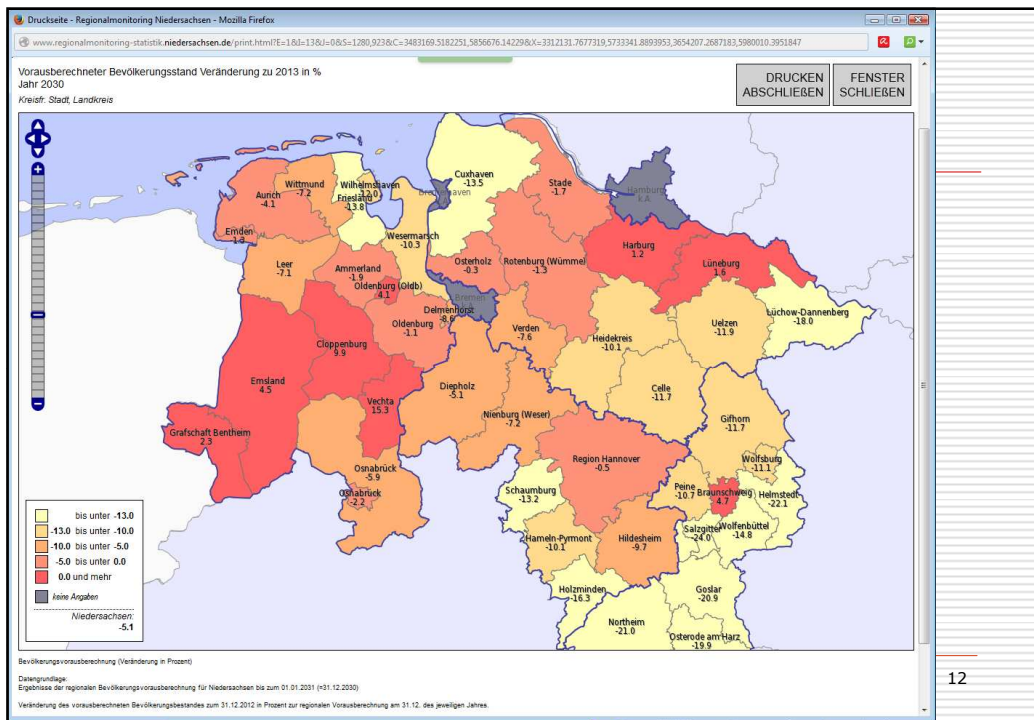 Druckseite - Regionalmonitoring Niedersachsen - Mozilla Firefox
www.regionalmonitoring-statistik.niedersachsen.de/print.html?E=1&I=13&J=0&S=1280,923&C=3483169.5182251,5856676.14229&X=3312131.7677319,5733341.8893953,3654207.2687183,5980010.3951847
Vorausberechneter Bevölkerungsstand Veränderung zu 2013 in %
Jahr 2030
Kreisfr. Stadt, Landkreis
DRUCKEN ABSCHLIEßEN
FENSTER SCHLIEßEN
Cuxhaven
-13.5
Stade
-1.7
Hamburg
k.A.
Wittmund
-7.2
Wilhelmshaven
-12.0
Aurich
-4.1
Friesland
-13.8
Bremerhaven
Emden
-1.3
Wesermarsch
-10.3
Harburg
1.2
Lüneburg
1.6
Leer
-7.1
Ammerland
-1.9
Osterholz
-0.3
Rotenburg (Wümme)
-1.3
Oldenburg (Oldb)
4.1
Bremen
k.A.
Delmenhorst
-8.6
Lüchow-Dannenberg
-18.0
Oldenburg
-1.1
Verden
-7.6
Heidekreis
-10.1
Uelzen
-11.9
Cloppenburg
9.9
Emsland
4.5
Diepholz
-5.1
Celle
-11.7
Vechta
15.3
Nienburg (Weser)
-7.2
Gifhorn
-11.7
Grafschaft Bentheim
2.3
Region Hannover
-0.5
Wolfsburg
-11.1
Osnabrück
-5.9
Osnabrück
-2.2
Schaumburg
-13.2
Peine
-10.7
Braunschweig
4.7
Helmstedt
-22.1
Hameln-Pyrmont
-10.1
Hildesheim
-9.7
Salzgitter
-24.0
Wolfenbüttel
-14.8
Holzminden
-16.3
Goslar
-20.9
Northeim
-21.0
Osterode am Harz
-19.9
bis unter -13.0
-13.0 bis unter -10.0
-10.0 bis unter -5.0
-5.0 bis unter 0.0
0.0 und mehr
keine Angaben
Niedersachsen:
-5.1
Bevölkerungsvorausberechnung (Veränderung in Prozent)
Datengrundlage:
Ergebnisse der regionalen Bevölkerungsvorausberechnung für Niedersachsen bis zum 01.01.2031 (=31.12.2030)
Veränderung des vorausberechneten Bevölkerungsbestandes zum 31.12.2012 in Prozent zur regionalen Vorausberechnung am 31.12. des jeweiligen Jahres.
12